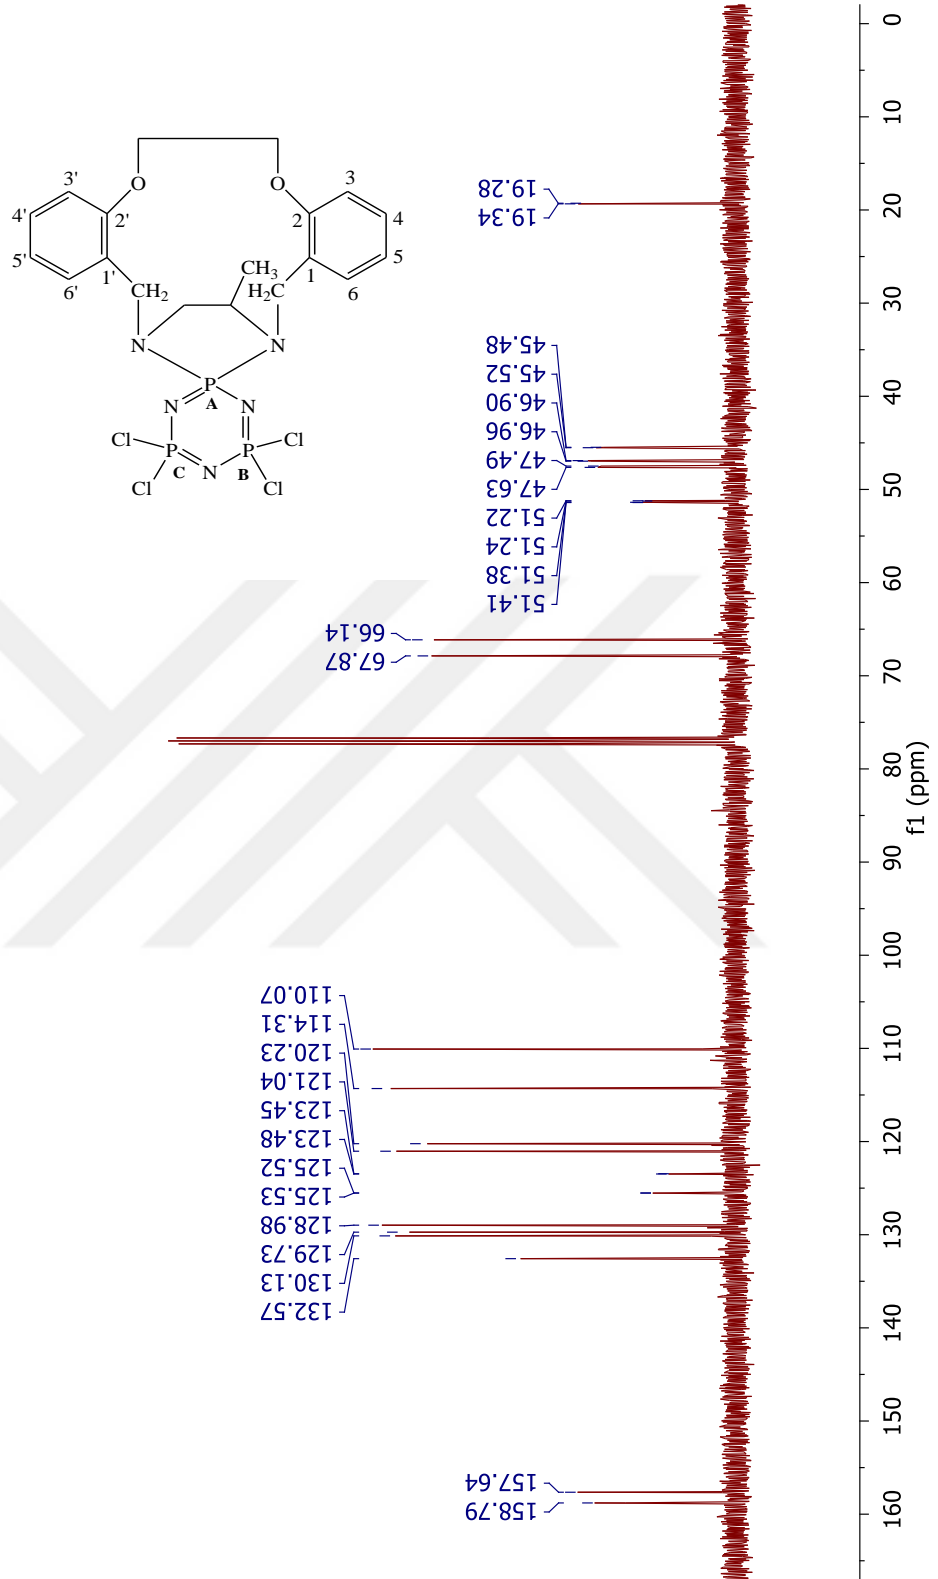 3'
4'
5'
6'
1'
2'
O
O
3
4
5
6
1
2
CH₂
H₂C
CH₃
N
N
P
A
N
N
Cl
P
C
N
P
B
Cl
Cl
Cl
19.28
19.34
45.48
45.52
46.90
46.96
47.49
47.63
51.22
51.24
51.38
51.41
66.14
67.87
110.07
114.31
120.23
121.04
123.45
123.48
125.52
125.53
128.98
129.73
130.13
132.57
157.64
158.79
0
10
20
30
40
50
60
70
80
90
100
110
120
130
140
150
160
f1 (ppm)